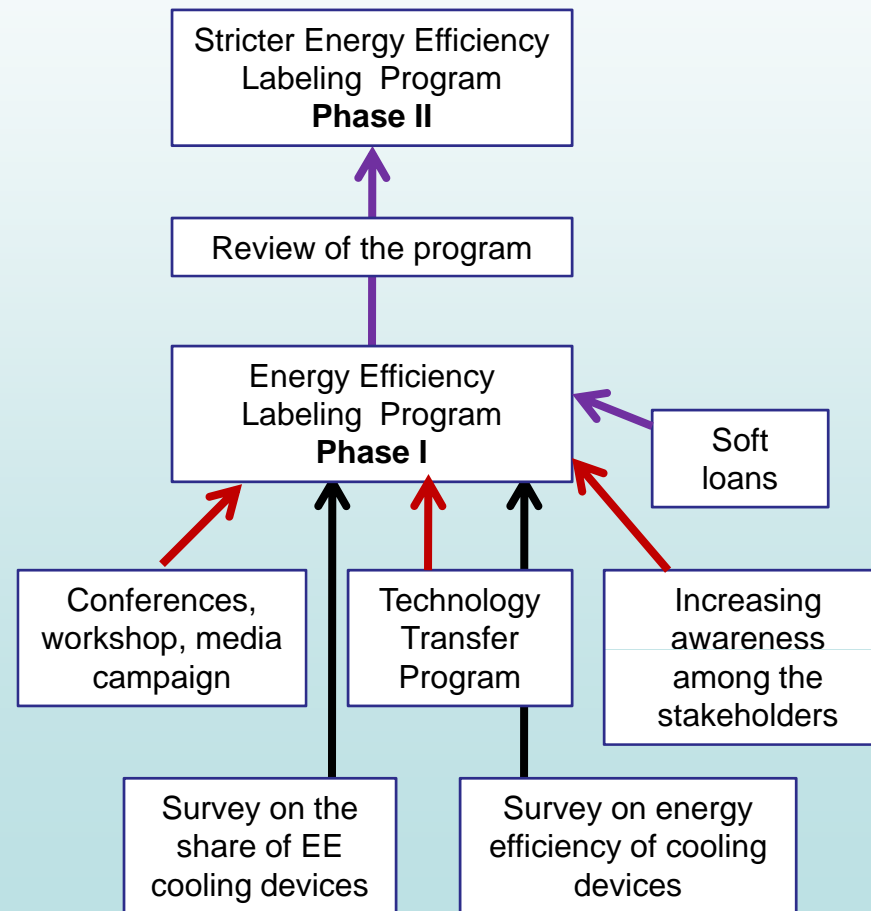 Stricter Energy Efficiency
Labeling Program
Phase II
Review of the program
Energy Efficiency
Labeling Program
Phase I
Soft
loans
Conferences,
workshop, media
campaign
Technology
Transfer
Program
Increasing
awareness
among the
stakeholders
Survey on the
share of EE
cooling devices
Survey on energy
efficiency of cooling
devices